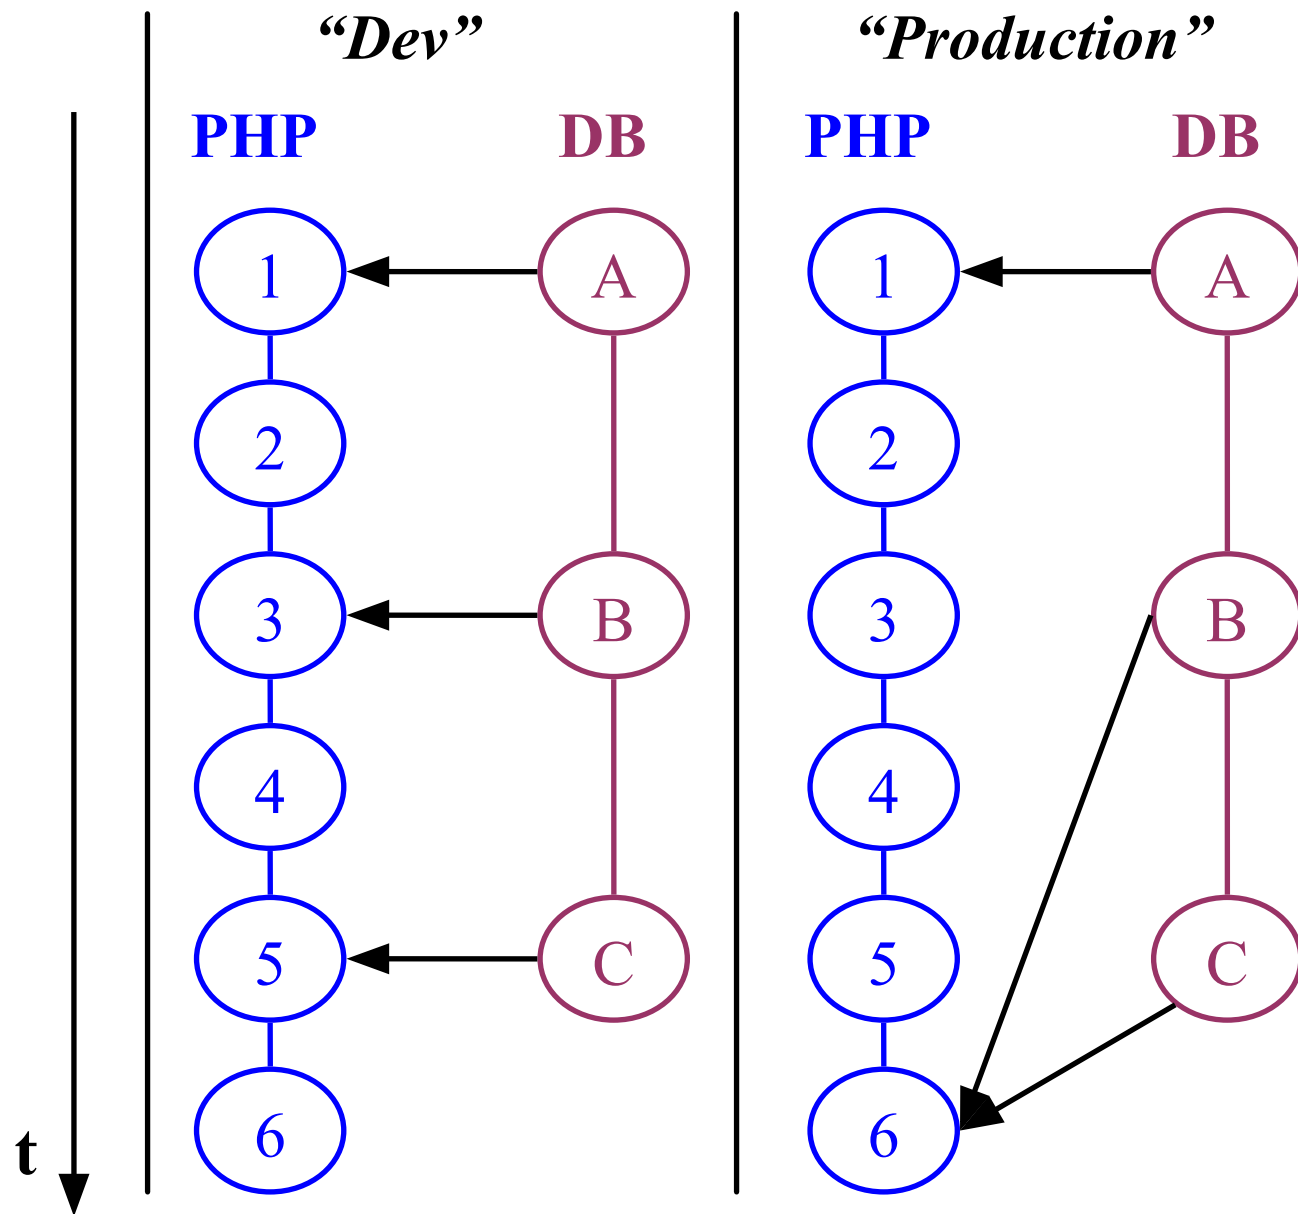 “Dev” “Production”
PHP DB PHP DB
1 A 1 A
2 2
3 B 3 B
4 4
5 C 5 C
6 6
t